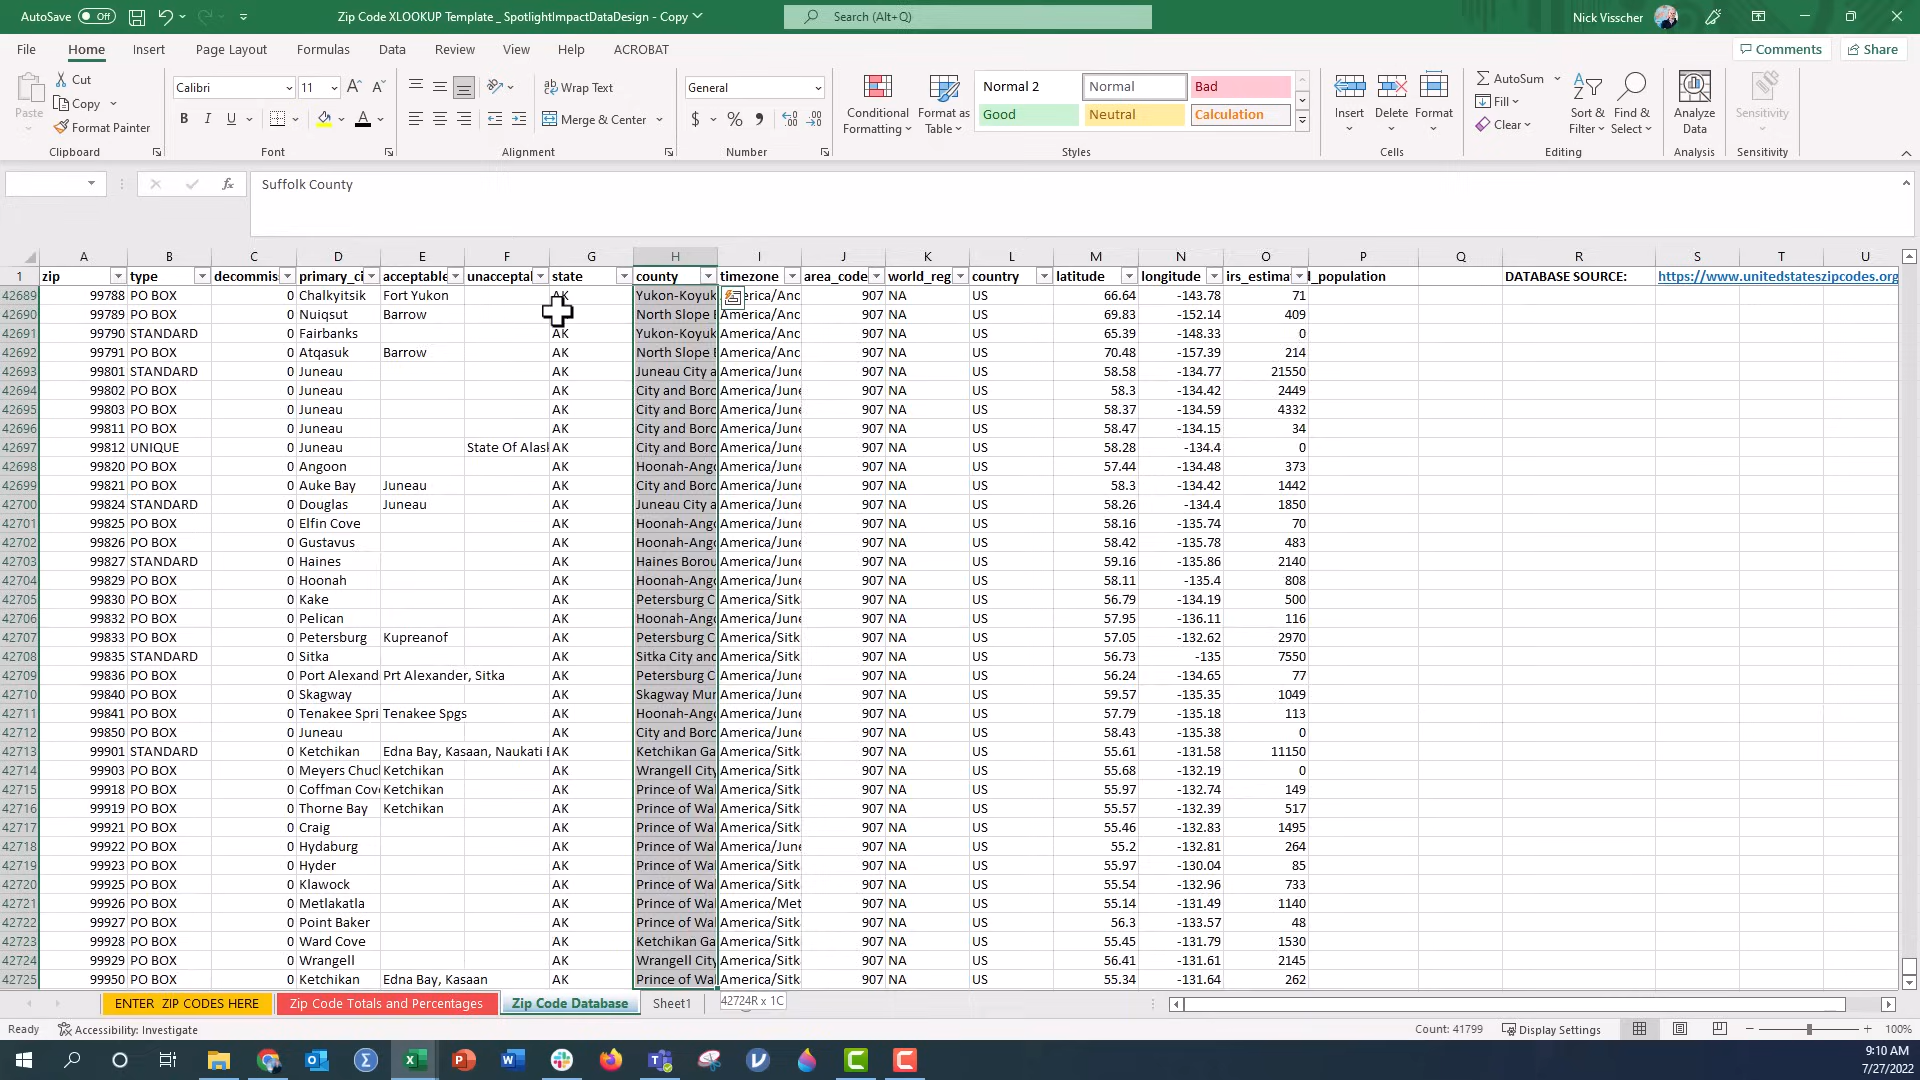 AutoSave Off Zip Code XLOOKUP Template _ SpotlightImpactDataDesign - Copy Search (Alt+Q) Nick Visscher
File Home Insert Page Layout Formulas Data Review View Help ACROBAT Comments Share
Paste Cut Copy Format Painter Clipboard
Calibri 11 B I U A Font
Wrap Text Merge & Center Alignment
General $ % Number
Conditional Formatting Format as Table Normal 2 Normal Bad Good Neutral Calculation Styles
Insert Delete Format Cells
AutoSum Fill Clear Sort & Filter Find & Select Editing
Analyze Data Analysis Sensitivity Sensitivity
fx Suffolk County
A B C D E F G H I J K L M N O P Q R S T U
1 zip type decommis primary_ci acceptable unacceptal state county timezone area_code world_reg country latitude longitude irs_estima l_population DATABASE SOURCE: https://www.unitedstateszipcodes.org
42689 99788 PO BOX 0 Chalkyitsik Fort Yukon AK Yukon-Koyuk erica/Anc 907 NA US 66.64 -143.78 71
42690 99789 PO BOX 0 Nuiqsut Barrow North Slope B America/Anc 907 NA US 69.83 -152.14 409
42691 99790 STANDARD 0 Fairbanks AK Yukon-Koyuk America/Anc 907 NA US 65.39 -148.33 0
42692 99791 PO BOX 0 Atqasuk Barrow AK North Slope B America/Anc 907 NA US 70.48 -157.39 214
42693 99801 STANDARD 0 Juneau AK Juneau City a America/June 907 NA US 58.58 -134.77 21550
42694 99802 PO BOX 0 Juneau AK City and Boro America/June 907 NA US 58.3 -134.42 2449
42695 99803 PO BOX 0 Juneau AK City and Boro America/June 907 NA US 58.37 -134.59 4332
42696 99811 PO BOX 0 Juneau AK City and Boro America/June 907 NA US 58.47 -134.15 34
42697 99812 UNIQUE 0 Juneau State Of Alask AK City and Boro America/June 907 NA US 58.28 -134.4 0
42698 99820 PO BOX 0 Angoon AK Hoonah-Ango America/June 907 NA US 57.44 -134.48 373
42699 99821 PO BOX 0 Auke Bay Juneau AK City and Boro America/June 907 NA US 58.3 -134.42 1442
42700 99824 STANDARD 0 Douglas Juneau AK Juneau City a America/June 907 NA US 58.26 -134.4 1850
42701 99825 PO BOX 0 Elfin Cove AK Hoonah-Ango America/June 907 NA US 58.16 -135.74 70
42702 99826 PO BOX 0 Gustavus AK Hoonah-Ango America/June 907 NA US 58.42 -135.78 483
42703 99827 STANDARD 0 Haines AK Haines Borou America/June 907 NA US 59.16 -135.86 2140
42704 99829 PO BOX 0 Hoonah AK Hoonah-Ango America/June 907 NA US 58.11 -135.4 808
42705 99830 PO BOX 0 Kake AK Petersburg C America/Sitk 907 NA US 56.79 -134.19 500
42706 99832 PO BOX 0 Pelican AK Hoonah-Ango America/June 907 NA US 57.95 -136.11 116
42707 99833 PO BOX 0 Petersburg Kupreanof AK Petersburg C America/Sitk 907 NA US 57.05 -132.62 2970
42708 99835 STANDARD 0 Sitka AK Sitka City and America/Sitk 907 NA US 56.73 -135 7550
42709 99836 PO BOX 0 Port Alexand Prt Alexander, Sitka AK Petersburg C America/Sitk 907 NA US 56.24 -134.65 77
42710 99840 PO BOX 0 Skagway AK Skagway Mun America/June 907 NA US 59.57 -135.35 1049
42711 99841 PO BOX 0 Tenakee Spri Tenakee Spgs AK Hoonah-Ango America/June 907 NA US 57.79 -135.18 113
42712 99850 PO BOX 0 Juneau AK City and Boro America/June 907 NA US 58.43 -135.38 0
42713 99901 STANDARD 0 Ketchikan Edna Bay, Kasaan, Naukati B AK Ketchikan Ga America/Sitk 907 NA US 55.61 -131.58 11150
42714 99903 PO BOX 0 Meyers Chuc Ketchikan AK Wrangell City America/Sitk 907 NA US 55.68 -132.19 0
42715 99918 PO BOX 0 Coffman Cov Ketchikan AK Prince of Wal America/Sitk 907 NA US 55.97 -132.74 149
42716 99919 PO BOX 0 Thorne Bay Ketchikan AK Prince of Wal America/Sitk 907 NA US 55.57 -132.39 517
42717 99921 PO BOX 0 Craig AK Prince of Wal America/Sitk 907 NA US 55.46 -132.83 1495
42718 99922 PO BOX 0 Hydaburg AK Prince of Wal America/June 907 NA US 55.2 -132.81 264
42719 99923 PO BOX 0 Hyder AK Prince of Wal America/Sitk 907 NA US 55.97 -130.04 85
42720 99925 PO BOX 0 Klawock AK Prince of Wal America/Sitk 907 NA US 55.54 -132.96 733
42721 99926 PO BOX 0 Metlakatla AK Prince of Wal America/Met 907 NA US 55.14 -131.49 1140
42722 99927 PO BOX 0 Point Baker AK Prince of Wal America/Sitk 907 NA US 56.3 -133.57 48
42723 99928 PO BOX 0 Ward Cove AK Ketchikan Ga America/Sitk 907 NA US 55.45 -131.79 1530
42724 99929 PO BOX 0 Wrangell AK Wrangell City America/Sitk 907 NA US 56.41 -131.61 2145
42725 99950 PO BOX 0 Ketchikan Edna Bay, Kasaan AK Prince of Wal America/Sitk 907 NA US 55.34 -131.64 262
ENTER ZIP CODES HERE Zip Code Totals and Percentages Zip Code Database Sheet1 42724R x 1C
Ready Accessibility: Investigate Count: 41799 Display Settings 100%
9:10 AM
7/27/2022